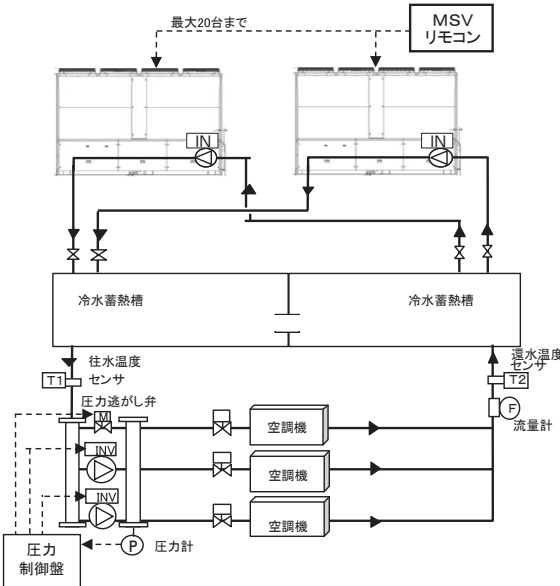 最大20台まで
MSV
リモコン
IN
IN
冷水蓄熱槽
冷水蓄熱槽
往水温度
センサ
T1
還水温度
センサ
T2
圧力逃がし弁
M
F
流量計
空調機
INV
空調機
INV
空調機
圧力
制御盤
P
圧力計